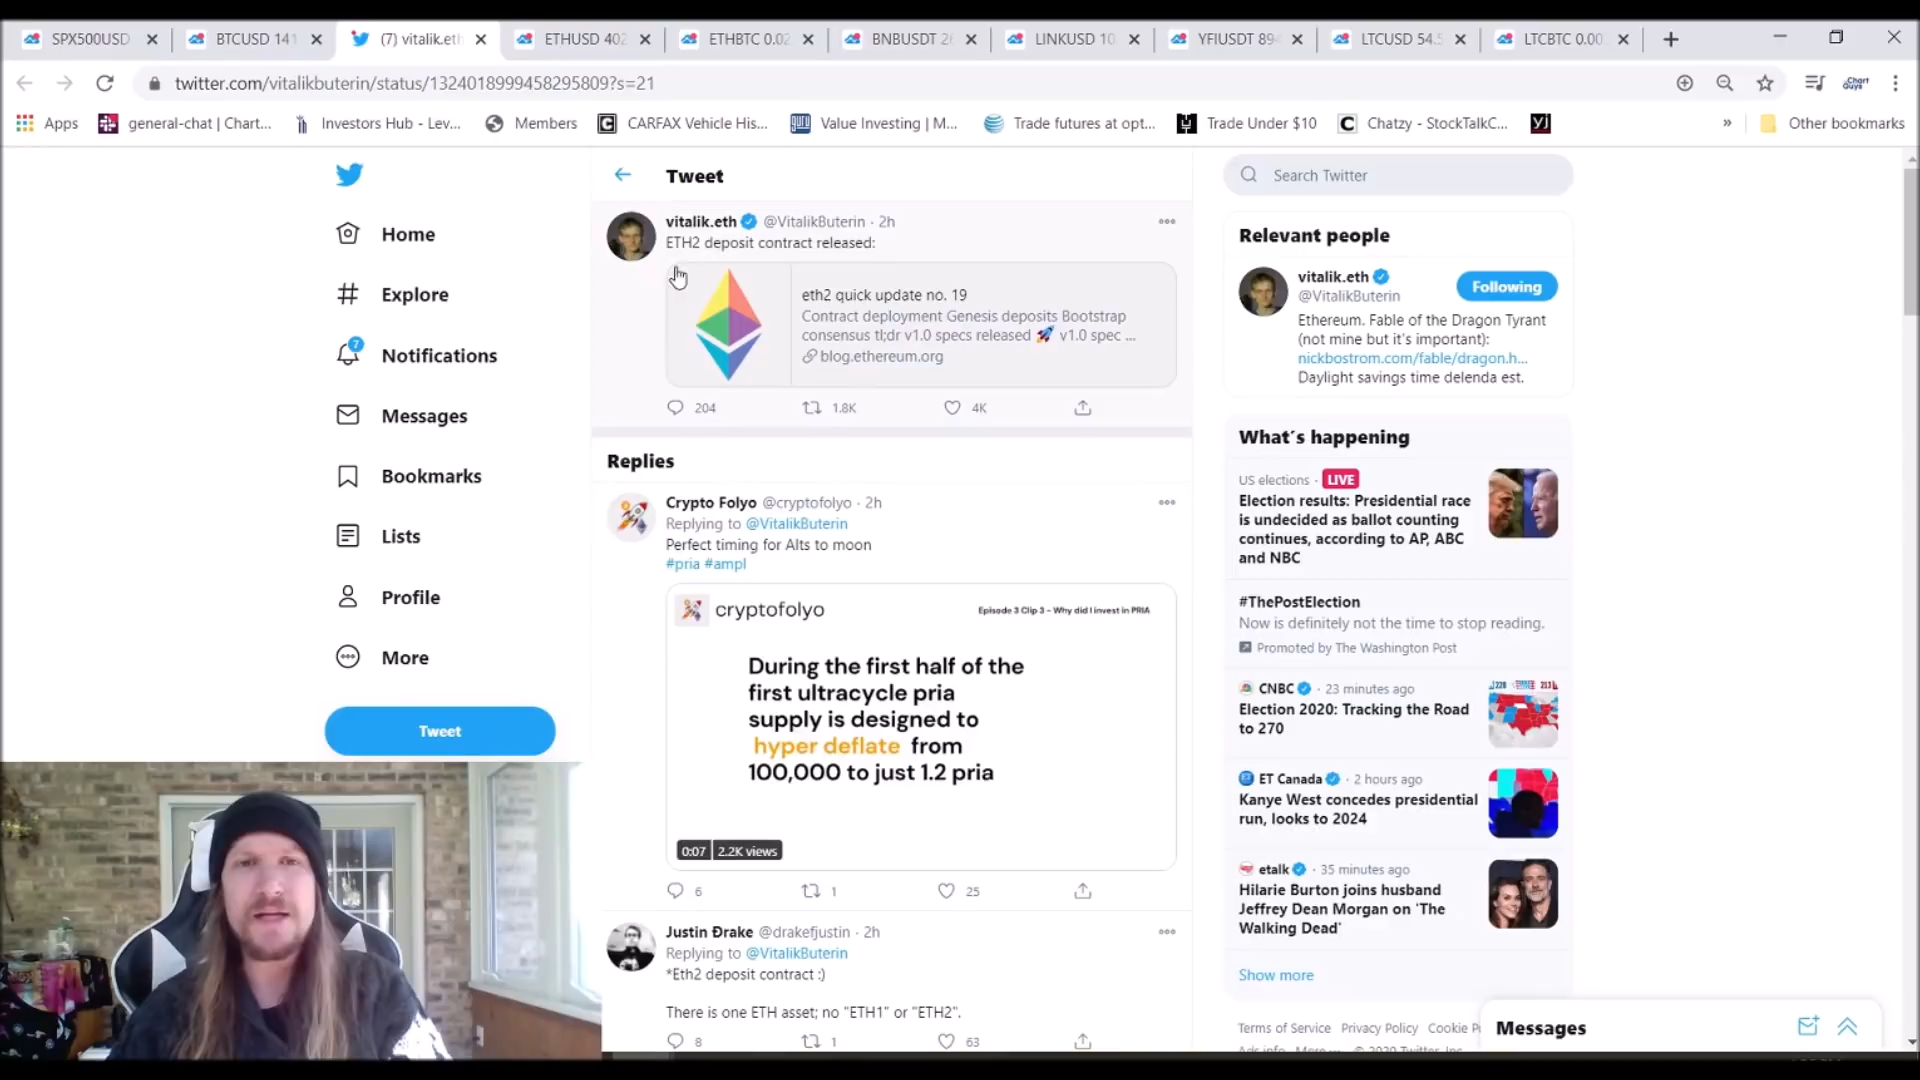 SPX500USD
BTCUSD 141
(7) vitalik.eth
ETHUSD 402
ETHBTC 0.02
BNBUSDT 26
LINKUSD 10
YFIUSDT 89
LTCUSD 54.5
LTCBTC 0.00
twitter.com/vitalikbuterin/status/1324018999458295809?s=21
Apps
general-chat | Chart...
Investors Hub - Lev...
Members
CARFAX Vehicle His...
Value Investing | M...
Trade futures at opt...
Trade Under $10
Chatzy - StockTalkC...
»
Other bookmarks
Home
Explore
7
Notifications
Messages
Bookmarks
Lists
Profile
More
Tweet
Tweet
vitalik.eth @VitalikButerin · 2h
ETH2 deposit contract released:
eth2 quick update no. 19
Contract deployment Genesis deposits Bootstrap
consensus tl;dr v1.0 specs released 🚀 v1.0 spec ...
blog.ethereum.org
204 1.8K 4K
Replies
Crypto Folyo @cryptofolyo · 2h
Replying to @VitalikButerin
Perfect timing for Alts to moon
#pria #ampl
cryptofolyo
Episode 3 Clip 3 - Why did I invest in PRIA
During the first half of the
first ultracycle pria
supply is designed to
hyper deflate from
100,000 to just 1.2 pria
0:07 2.2K views
6 1 25
Justin Đrake @drakefjustin · 2h
Replying to @VitalikButerin
*Eth2 deposit contract :)
There is one ETH asset; no "ETH1" or "ETH2".
8 1 63
Search Twitter
Relevant people
vitalik.eth
@VitalikButerin
Following
Ethereum. Fable of the Dragon Tyrant
(not mine but it's important):
nickbostrom.com/fable/dragon.h...
Daylight savings time delenda est.
What's happening
US elections · LIVE
Election results: Presidential race
is undecided as ballot counting
continues, according to AP, ABC
and NBC
#ThePostElection
Now is definitely not the time to stop reading.
Promoted by The Washington Post
CNBC · 23 minutes ago
Election 2020: Tracking the Road
to 270
ET Canada · 2 hours ago
Kanye West concedes presidential
run, looks to 2024
etalk · 35 minutes ago
Hilarie Burton joins husband
Jeffrey Dean Morgan on 'The
Walking Dead'
Show more
Terms of Service Privacy Policy Cookie
Messages